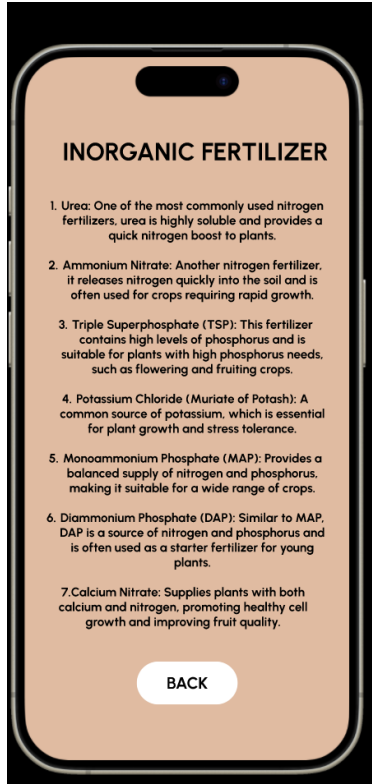 INORGANIC FERTILIZER
1. Urea: One of the most commonly used nitrogen
fertilizers, urea is highly soluble and provides a
quick nitrogen boost to plants.
2. Ammonium Nitrate: Another nitrogen fertilizer,
it releases nitrogen quickly into the soil and is
often used for crops requiring rapid growth.
3. Triple Superphosphate (TSP): This fertilizer
contains high levels of phosphorus and is
suitable for plants with high phosphorus needs,
such as flowering and fruiting crops.
4. Potassium Chloride (Muriate of Potash): A
common source of potassium, which is essential
for plant growth and stress tolerance.
5. Monoammonium Phosphate (MAP): Provides a
balanced supply of nitrogen and phosphorus,
making it suitable for a wide range of crops.
6. Diammonium Phosphate (DAP): Similar to MAP,
DAP is a source of nitrogen and phosphorus and
is often used as a starter fertilizer for young
plants.
7.Calcium Nitrate: Supplies plants with both
calcium and nitrogen, promoting healthy cell
growth and improving fruit quality.
BACK